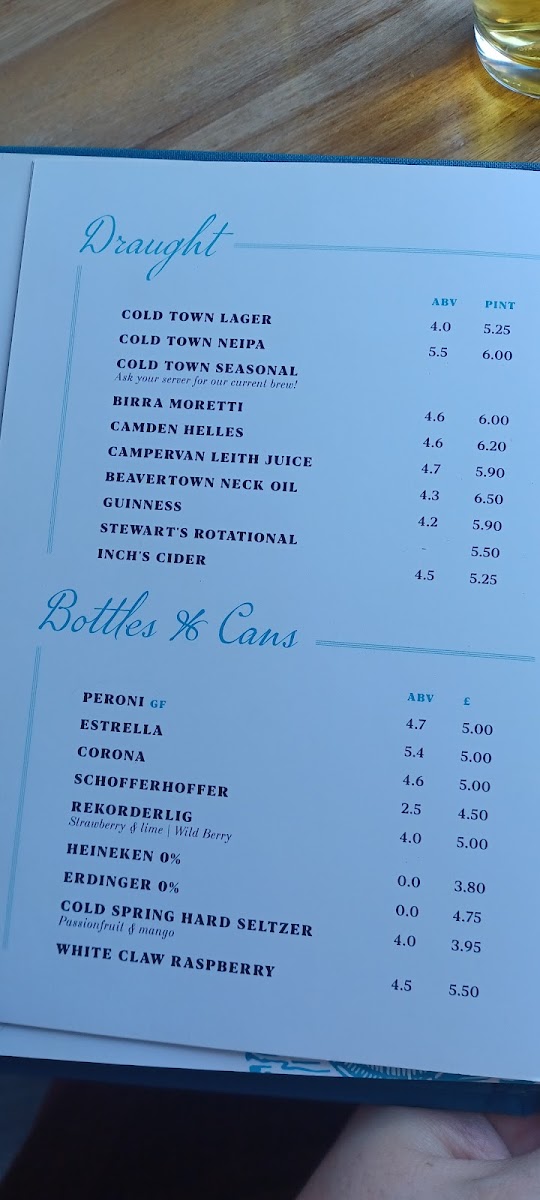 Draught
ABV PINT
COLD TOWN LAGER 4.0 5.25
COLD TOWN NEIPA 5.5 6.00
COLD TOWN SEASONAL
Ask your server for our current brew!
BIRRA MORETTI 4.6 6.00
CAMDEN HELLES 4.6 6.20
CAMPERVAN LEITH JUICE 4.7 5.90
BEAVERTOWN NECK OIL 4.3 6.50
GUINNESS 4.2 5.90
STEWART'S ROTATIONAL - 5.50
INCH'S CIDER 4.5 5.25
Bottles & Cans
ABV £
PERONI GF 4.7 5.00
ESTRELLA 5.4 5.00
CORONA 4.6 5.00
SCHOFFERHOFFER 2.5 4.50
REKORDERLIG 4.0 5.00
Strawberry & lime | Wild Berry
HEINEKEN 0% 0.0 3.80
ERDINGER 0% 0.0 4.75
COLD SPRING HARD SELTZER 4.0 3.95
Passionfruit & mango
WHITE CLAW RASPBERRY 4.5 5.50